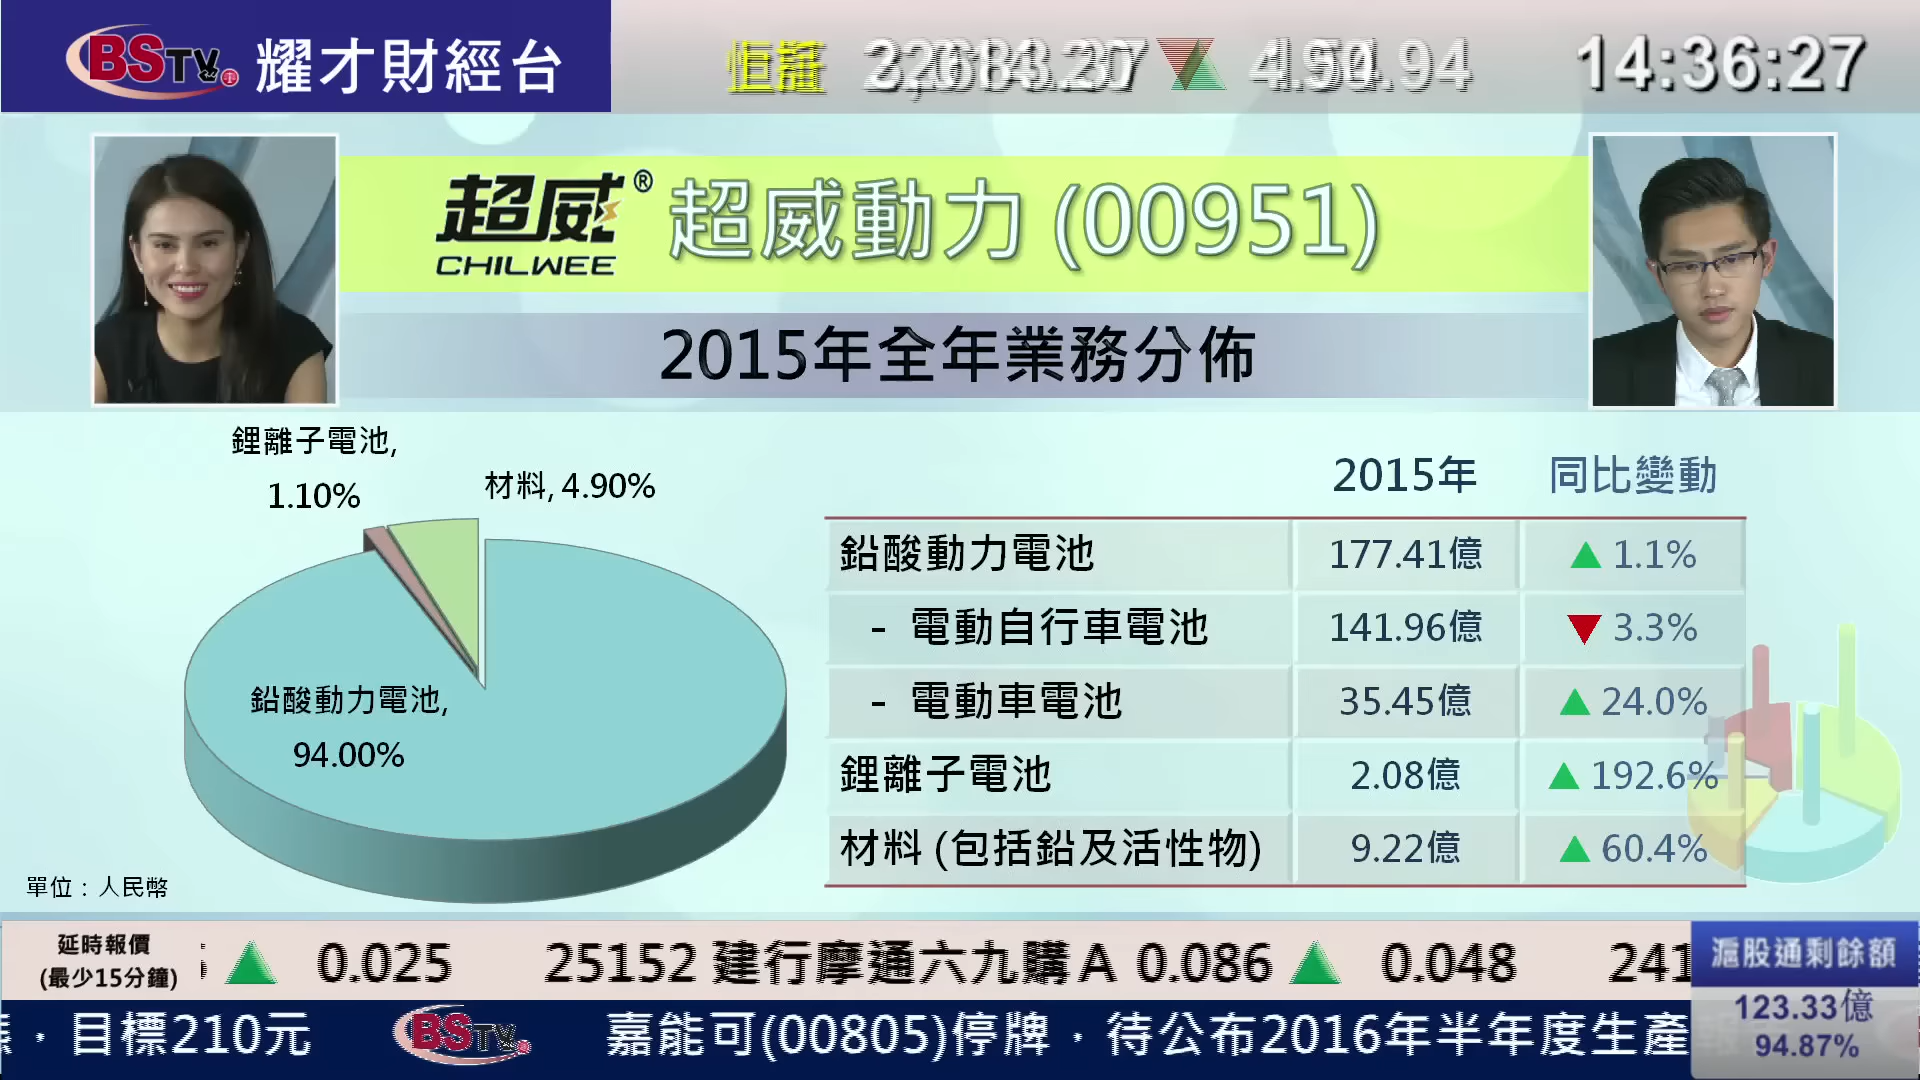 BSTV 耀才財經台
14:36:27
超威®
CHILWEE
超威動力 (00951)
2015年全年業務分佈
鋰離子電池,
1.10%
材料, 4.90%
鉛酸動力電池,
94.00%
單位：人民幣
2015年 同比變動
鉛酸動力電池 177.41億 ▲ 1.1%
- 電動自行車電池 141.96億 ▼ 3.3%
- 電動車電池 35.45億 ▲ 24.0%
鋰離子電池 2.08億 ▲ 192.6%
材料 (包括鉛及活性物) 9.22億 ▲ 60.4%
延時報價
(最少15分鐘)
▲ 0.025 25152 建行摩通六九購A 0.086 ▲ 0.048 241
滬股通剩餘額
123.33億
94.87%
，目標210元 BSTV 嘉能可(00805)停牌，待公布2016年半年度生產